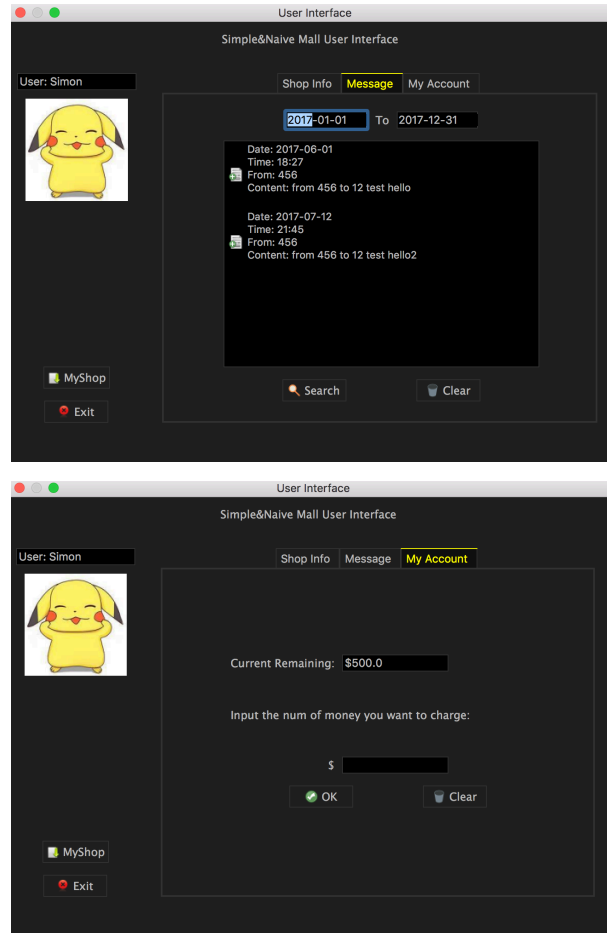 User Interface
Simple&Naive Mall User Interface
User: Simon
Shop Info Message My Account
2017-01-01 To 2017-12-31
Date: 2017-06-01
Time: 18:27
From: 456
Content: from 456 to 12 test hello
Date: 2017-07-12
Time: 21:45
From: 456
Content: from 456 to 12 test hello2
MyShop
Search Clear
Exit
User Interface
Simple&Naive Mall User Interface
User: Simon
Shop Info Message My Account
Current Remaining: $500.0
Input the num of money you want to charge:
$
OK Clear
MyShop
Exit